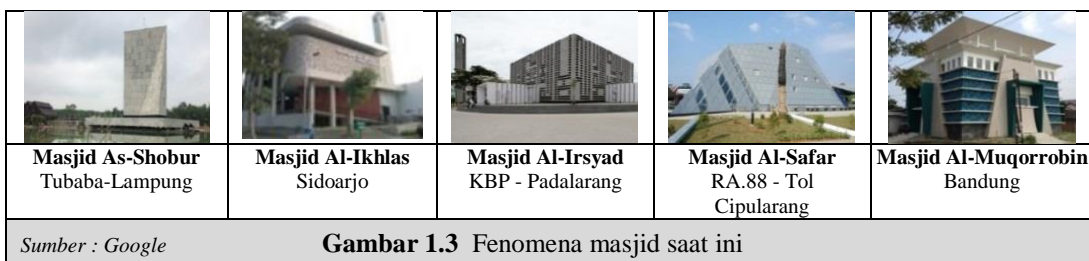 Masjid As-Shobur
Tubaba-Lampung
Masjid Al-Ikhlas
Sidoarjo
Masjid Al-Irsyad
KBP - Padalarang
Masjid Al-Safar
RA.88 - Tol
Cipularang
Masjid Al-Muqorrobin
Bandung
Sumber : Google
Gambar 1.3 Fenomena masjid saat ini